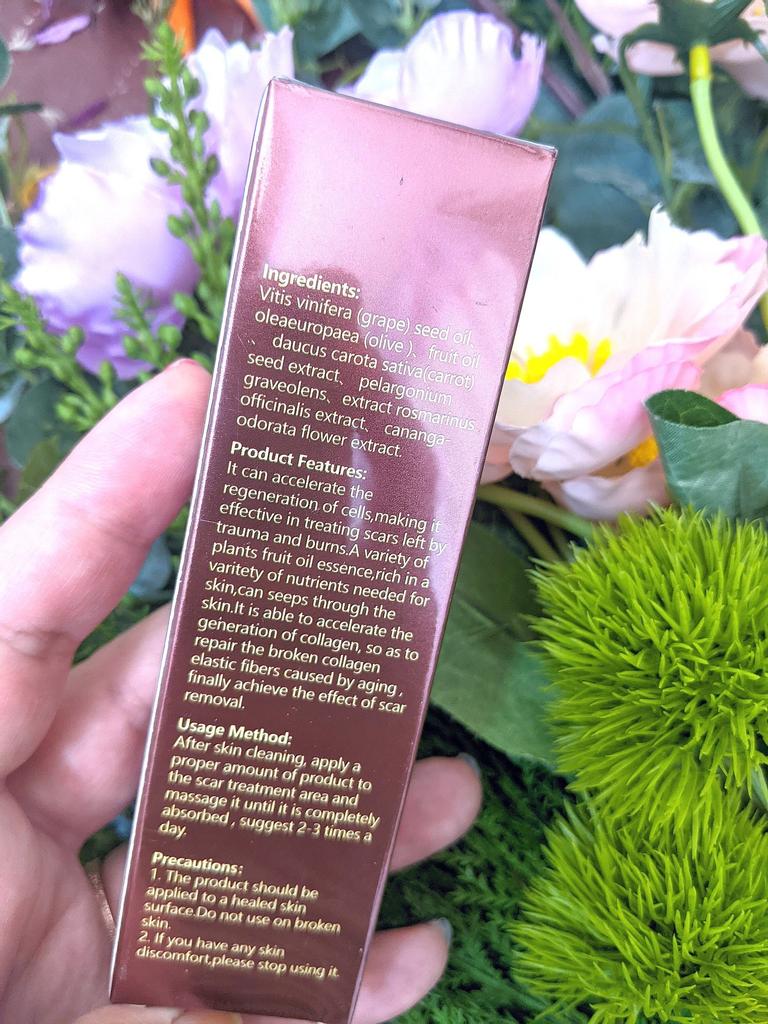 Ingredients:
Vitis vinifera (grape) seed oil、
oleaeuropaea (olive )、 fruit oil
、 daucus carota sativa(carrot)
seed extract、 pelargonium
graveolens、extract rosmarinus
officinalis extract、 cananga-
odorata flower extract.
Product Features:
It can accelerate the
regeneration of cells,making it
effective in treating scars left by
trauma and burns.A variety of
plants fruit oil essence,rich in a
varitety of nutrients needed for
skin,can seeps through the
skin.It is able to accelerate the
generation of collagen, so as to
repair the broken collagen
elastic fibers caused by aging ,
finally achieve the effect of scar
removal.
Usage Method:
After skin cleaning, apply a
proper amount of product to
the scar treatment area and
massage it until it is completely
absorbed , suggest 2-3 times a
day.
Precautions:
1. The product should be
applied to a healed skin
surface.Do not use on broken
skin.
2. If you have any skin
discomfort,please stop using it.